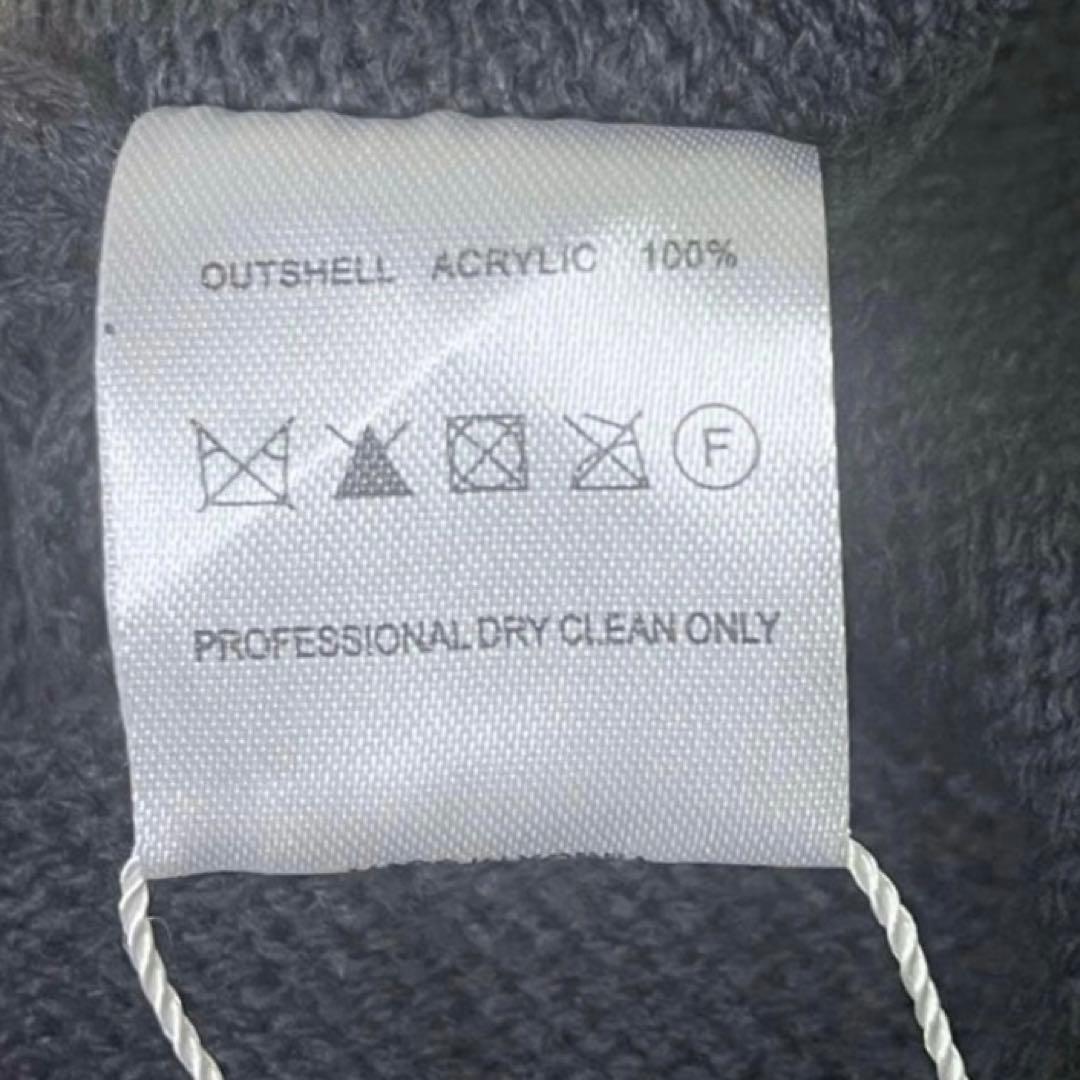 OUTSHELL ACRYLIC 100%
F
PROFESSIONAL DRY CLEAN ONLY